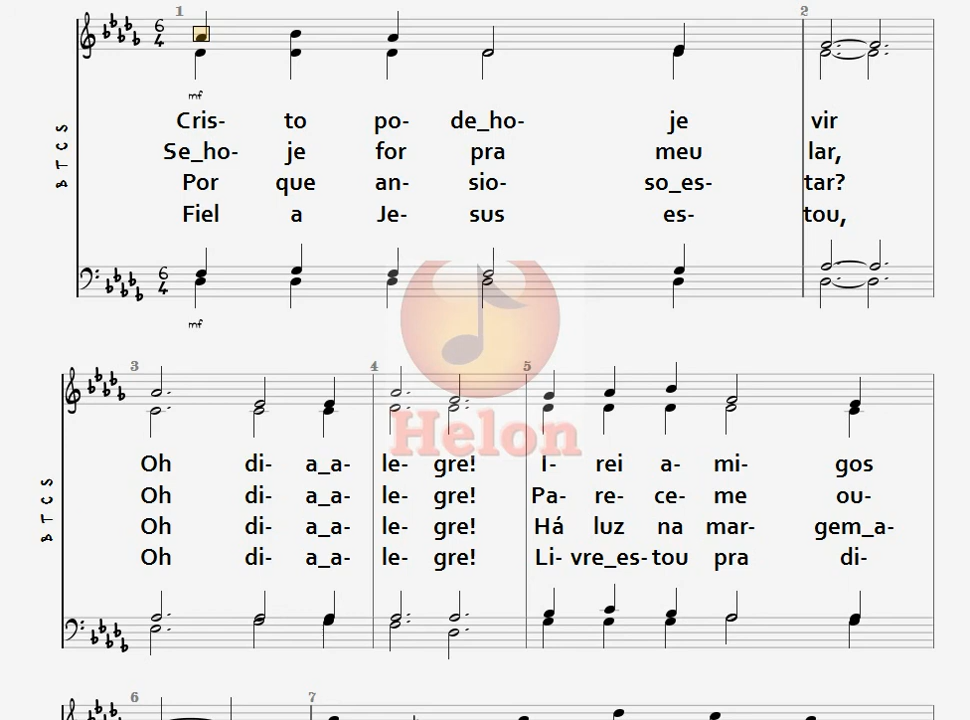 1 2
6
4
mf
Cris- to po- de_ho- je vir
Se_ho- je for pra meu lar,
Por que an- sio- so_es- tar?
Fiel a Je- sus es- tou,
B T C S
6
4
mf
Helon
3 4 5
Oh di- a_a- le- gre! I- rei a- mi- gos
Oh di- a_a- le- gre! Pa- re- ce- me ou-
Oh di- a_a- le- gre! Há luz na mar- gem_a-
Oh di- a_a- le- gre! Li- vre_es- tou pra di-
B T C S
6 7